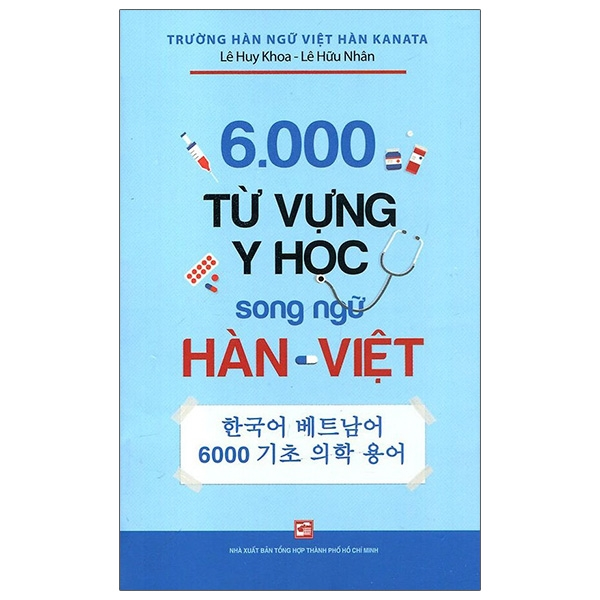 TRƯỜNG HÀN NGỮ VIỆT HÀN KANATA
Lê Huy Khoa - Lê Hữu Nhân
6.000
TỪ VỰNG
Y HỌC
song ngữ
HÀN - VIỆT
한국어 베트남어
6000 기초 의학 용어
NHÀ XUẤT BẢN TỔNG HỢP THÀNH PHỐ HỒ CHÍ MINH